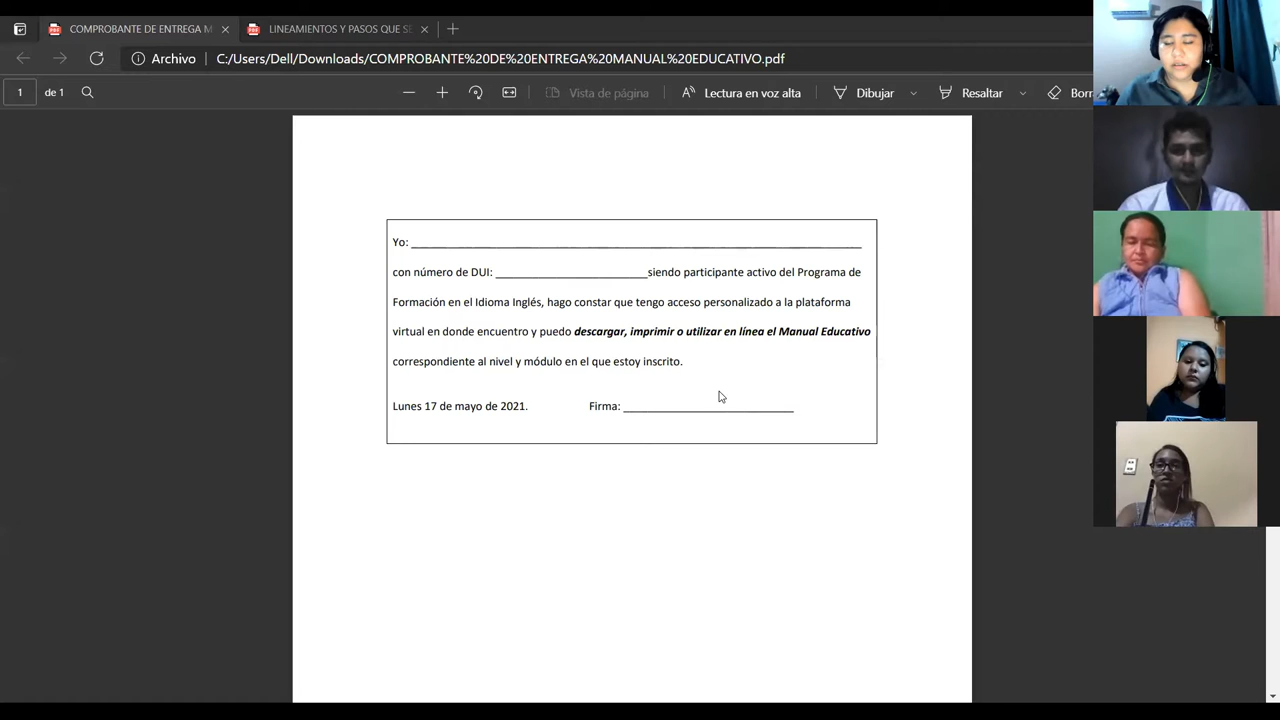 COMPROBANTE DE ENTREGA M
LINEAMIENTOS Y PASOS QUE S
Archivo
C:/Users/Dell/Downloads/COMPROBANTE%20DE%20ENTREGA%20MANUAL%20EDUCATIVO.pdf
1 de 1
Vista de página
Lectura en voz alta
Dibujar
Resaltar
Borr
Yo: ____________________
con número de DUI: ____________________siendo participante activo del Programa de
Formación en el Idioma Inglés, hago constar que tengo acceso personalizado a la plataforma
virtual en donde encuentro y puedo descargar, imprimir o utilizar en línea el Manual Educativo
correspondiente al nivel y módulo en el que estoy inscrito.
Lunes 17 de mayo de 2021. Firma: ____________________